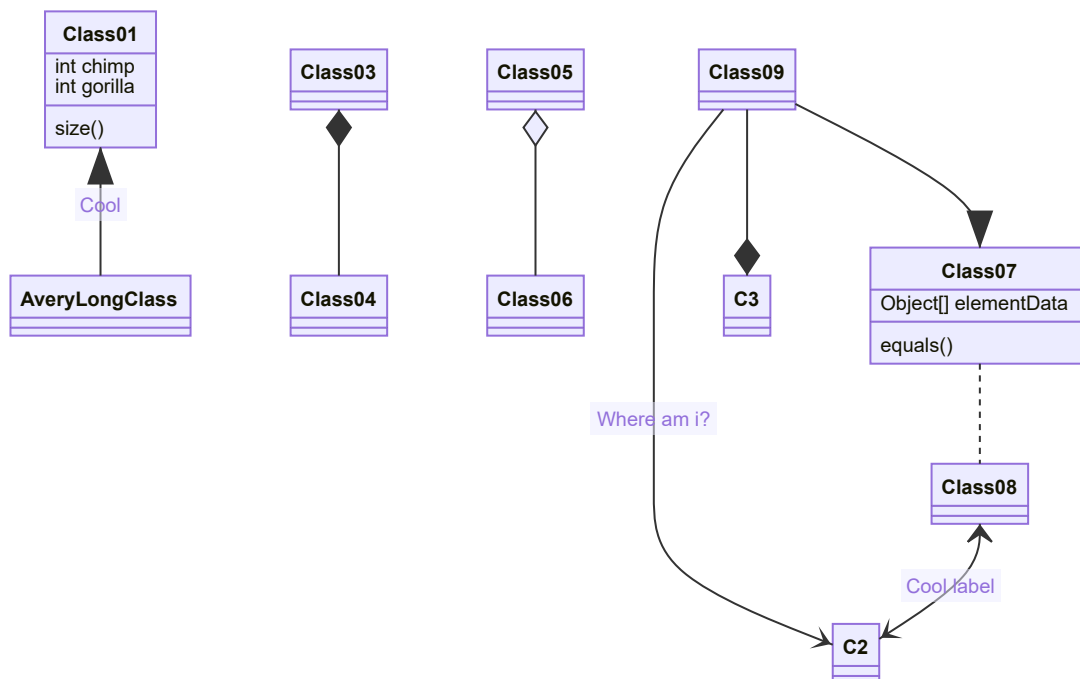 Class01
int chimp
int gorilla
size()
Cool
AveryLongClass
Class03
Class04
Class05
Class06
Class09
Where am i?
C3
Class07
Object[] elementData
equals()
Class08
Cool label
C2